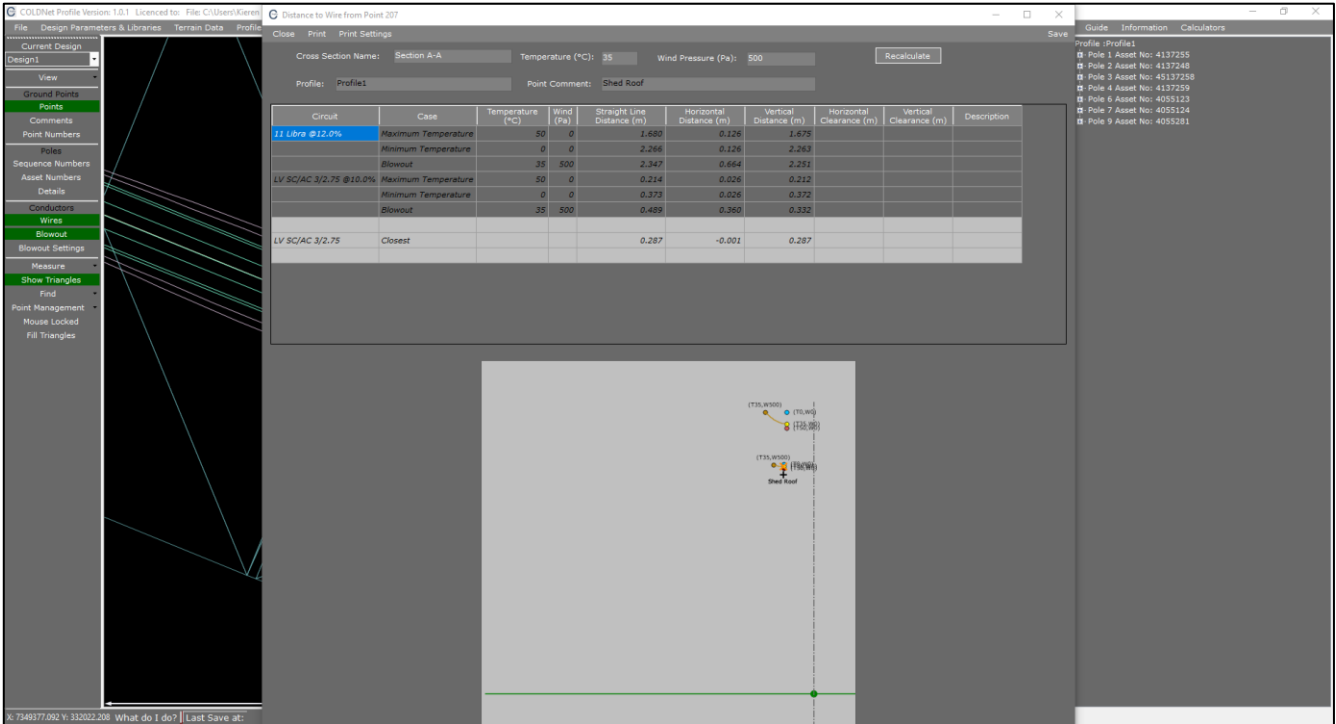 COLDNet Profile Version: 1.0.1 Licenced to: File: C:\Users\Kieren
File Design Parameters & Libraries Terrain Data Profile
Current Design
Design1
View
Ground Points
Points
Comments
Point Numbers
Poles
Sequence Numbers
Asset Numbers
Details
Conductors
Wires
Blowout
Blowout Settings
Measure
Show Triangles
Find
Point Management
Mouse Locked
Fill Triangles
X: 7349377.092 Y: 332022.208 What do I do? Last Save at:
Distance to Wire from Point 207
Close Print Print Settings Save
Cross Section Name: Section A-A Temperature (°C): 35 Wind Pressure (Pa): 500 Recalculate
Profile: Profile1 Point Comment: Shed Roof
Circuit Case Temperature (°C) Wind (Pa) Straight Line Distance (m) Horizontal Distance (m) Vertical Distance (m) Horizontal Clearance (m) Vertical Clearance (m) Description
11 Libra @12.0% Maximum Temperature 50 0 1.680 0.126 1.675
Minimum Temperature 0 0 2.266 0.126 2.263
Blowout 35 500 2.347 0.664 2.251
LV SC/AC 3/2.75 @10.0% Maximum Temperature 50 0 0.214 0.026 0.212
Minimum Temperature 0 0 0.373 0.026 0.372
Blowout 35 500 0.489 0.360 0.332
LV SC/AC 3/2.75 Closest 0.287 -0.001 0.287
(T35,W500)
(T0,W0)
(T35,W500)
Shed Roof
Guide Information Calculators
Profile :Profile1
Pole 1 Asset No: 4137255
Pole 2 Asset No: 4137248
Pole 3 Asset No: 45137258
Pole 4 Asset No: 4137259
Pole 6 Asset No: 4055123
Pole 7 Asset No: 4055124
Pole 9 Asset No: 4055281